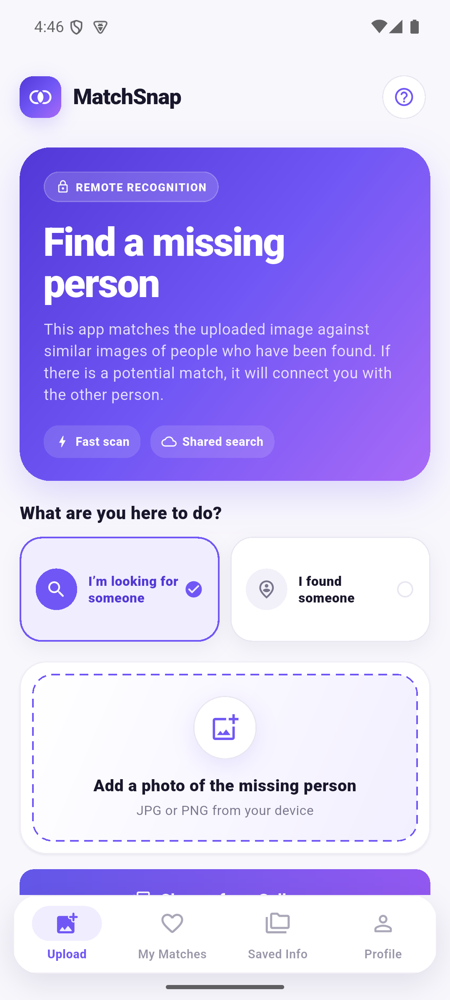 4:46
MatchSnap
REMOTE RECOGNITION
Find a missing
person
This app matches the uploaded image against
similar images of people who have been found. If
there is a potential match, it will connect you with
the other person.
Fast scan
Shared search
What are you here to do?
I’m looking for
someone
I found
someone
Add a photo of the missing person
JPG or PNG from your device
Upload
My Matches
Saved Info
Profile